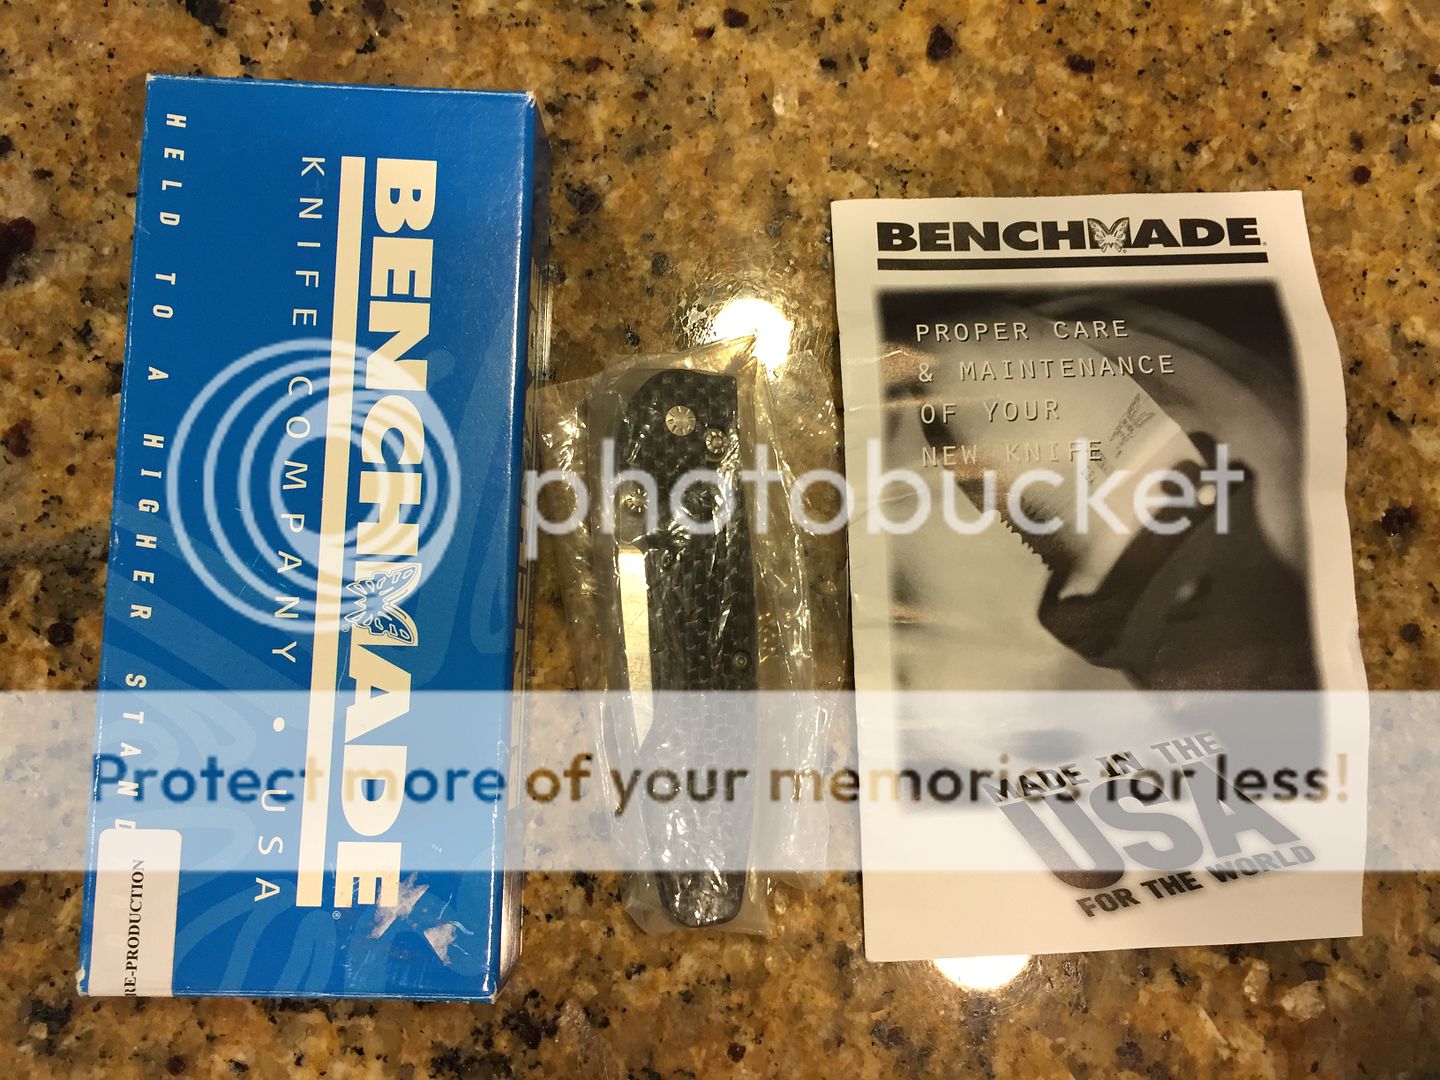 BENCHMADE
KNIFE COMPANY • USA
HELD TO A HIGHER STAND
RE-PRODUCTION
BENCHMADE
PROPER CARE
& MAINTENANCE
OF YOUR
NEW KNIFE
MADE IN THE
USA
FOR THE WORLD
photobucket
Protect more of your memories for less!